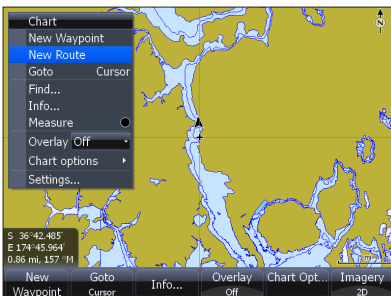 Chart
New Waypoint
New Route
Goto Cursor
Find...
Info...
Measure
Overlay Off
Chart options
Settings...
N
S 36°42.485'
E 174°45.964'
0.86 mi, 157 °M
New Waypoint
Goto Cursor
Info...
Overlay Off
Chart Opt...
Imagery 2D